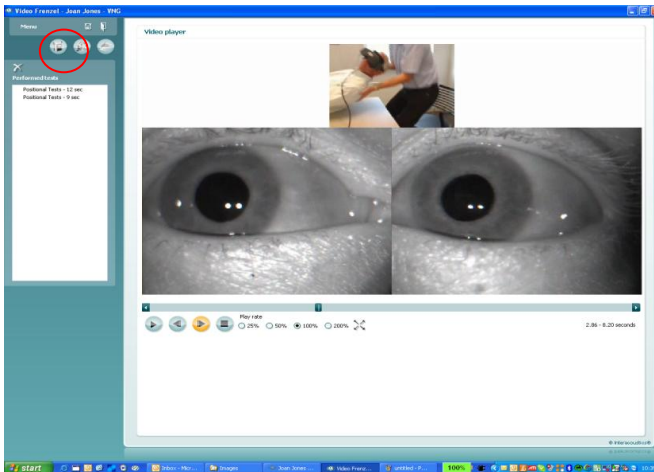 Video Frenzel - Joan Jones - VNG
Menu
Video player
Performed tests
Positional Tests - 12 sec
Positional Tests - 9 sec
Play rate
25% 50% 100% 200%
2.86 - 8.20 seconds
© Interacoustics®
start Inbox - Micr... Images Joan Jones ... Video Frenz... untitled - P... 100%